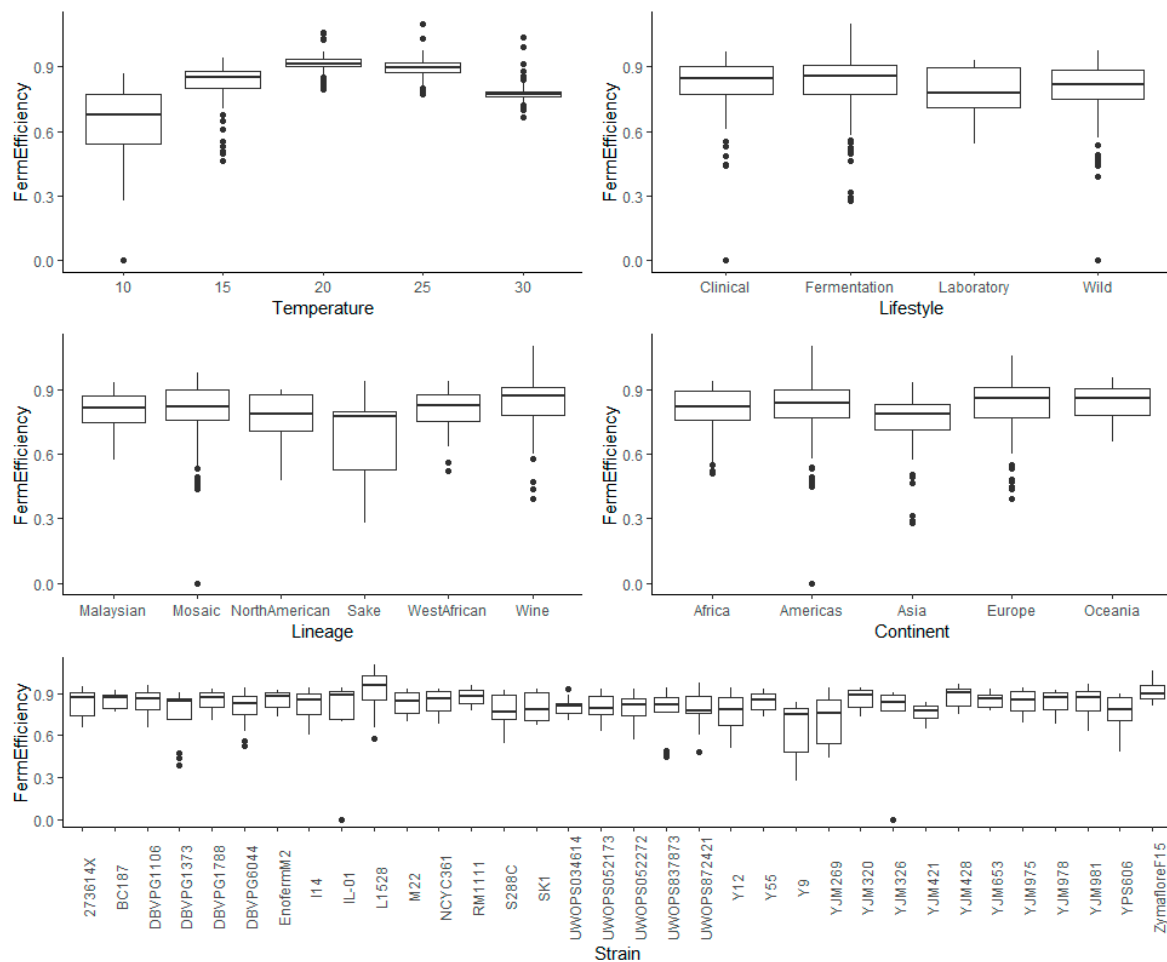 FermEfficiency
0.9
0.6
0.3
0.0
10 15 20 25 30
Temperature
FermEfficiency
0.9
0.6
0.3
0.0
Clinical Fermentation Laboratory Wild
Lifestyle
FermEfficiency
0.9
0.6
0.3
0.0
Malaysian Mosaic NorthAmerican Sake WestAfrican Wine
Lineage
FermEfficiency
0.9
0.6
0.3
0.0
Africa Americas Asia Europe Oceania
Continent
FermEfficiency
0.9
0.6
0.3
0.0
273614X
BC187
DBVPG1106
DBVPG1373
DBVPG1788
DBVPG6044
EnofermM2
I14
IL-01
L1528
M22
NCYC361
RM1111
S288C
SK1
UWOPS034614
UWOPS052173
UWOPS052272
UWOPS837873
UWOPS872421
Y12
Y55
Y9
YJM269
YJM320
YJM326
YJM421
YJM428
YJM653
YJM975
YJM978
YJM981
YPS606
ZymafloreF15
Strain